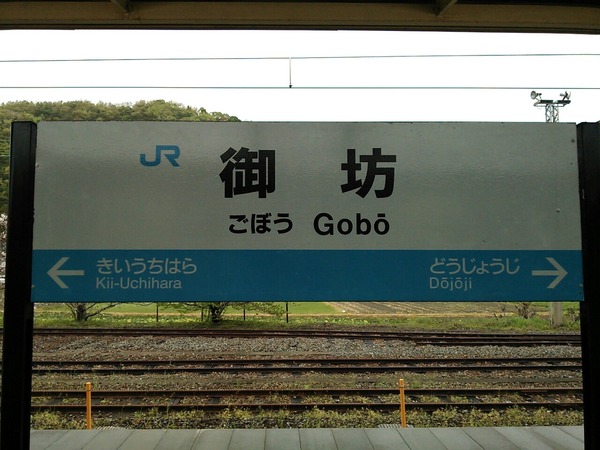 JR
御坊
ごぼう Gobō
← きいうちはら
Kii-Uchihara
どうじょうじ →
Dōjōji